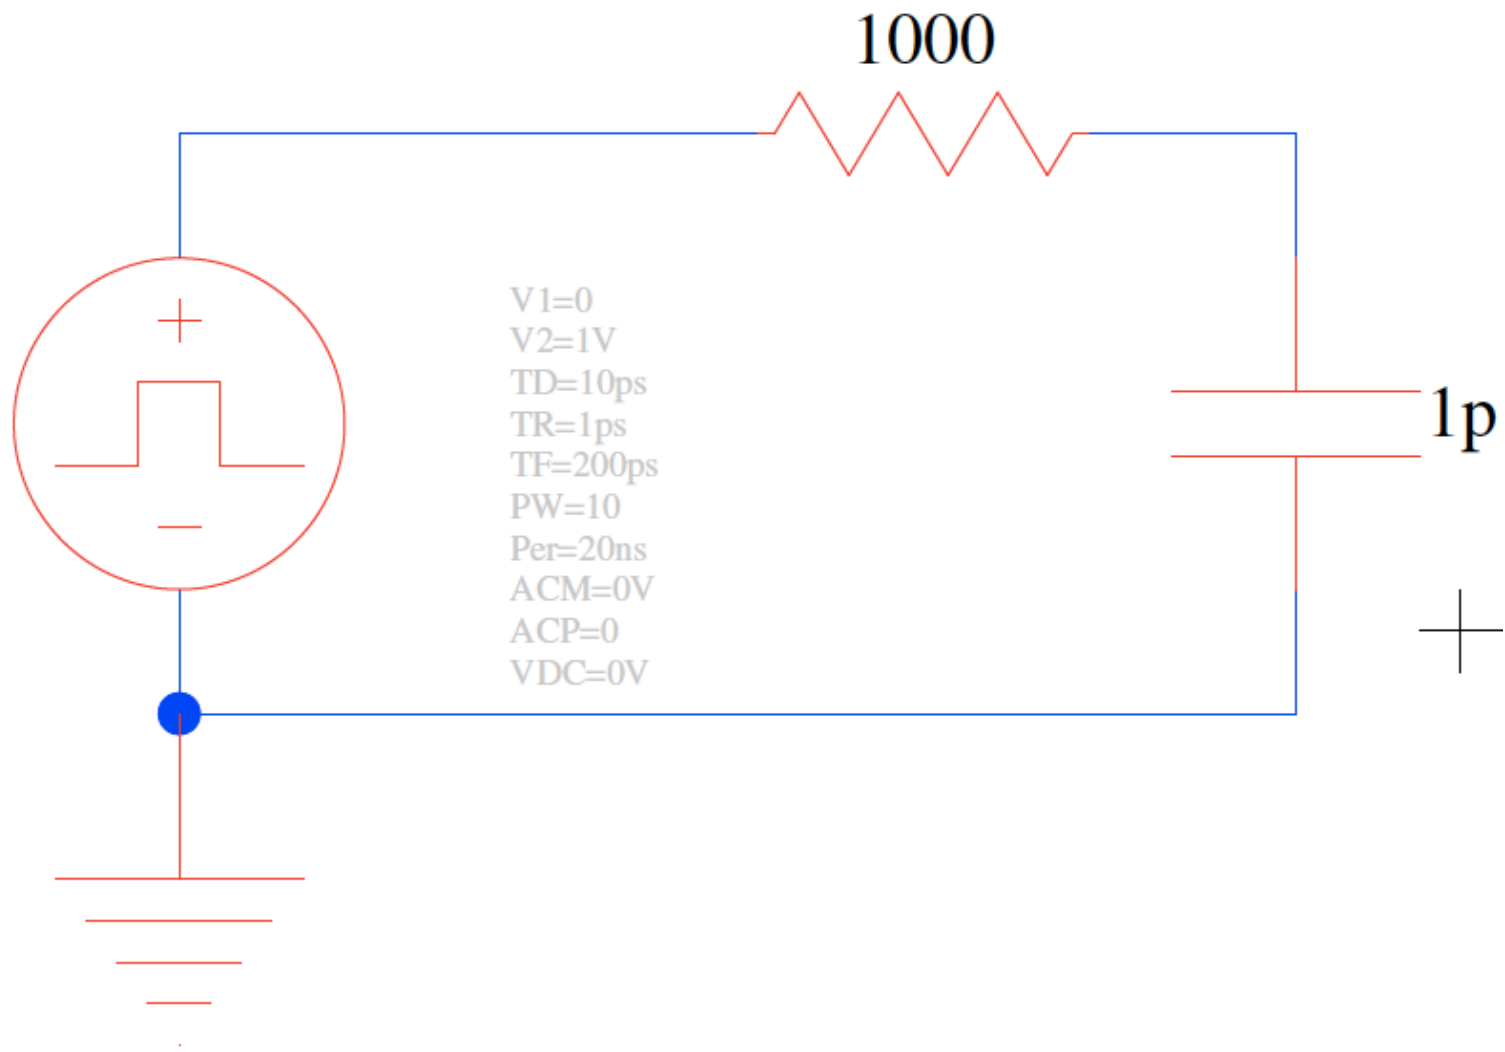 1000
V1=0
V2=1V
TD=10ps
TR=1ps
TF=200ps
PW=10
Per=20ns
ACM=0V
ACP=0
VDC=0V
1p